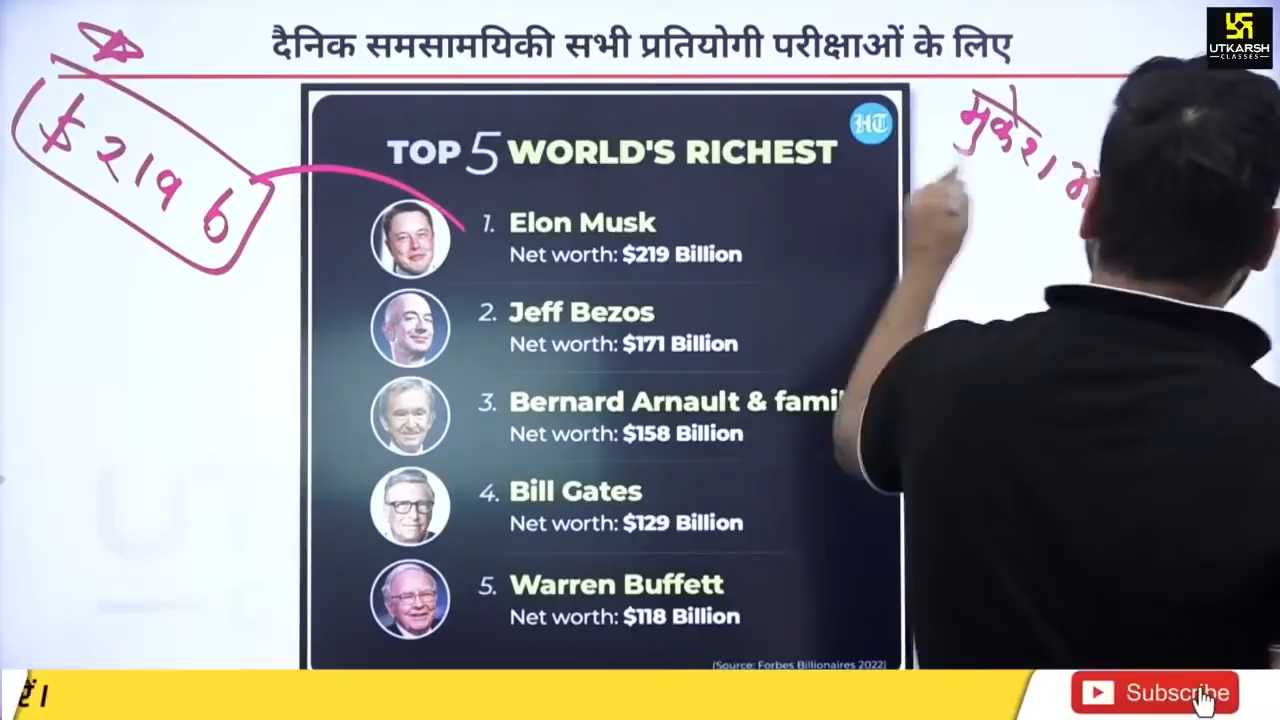 दैनिक समसामयिकी सभी प्रतियोगी परीक्षाओं के लिए
UTKARSH
CLASSES
$219 b
मुकेश
HT
TOP 5 WORLD'S RICHEST
1. Elon Musk
Net worth: $219 Billion
2. Jeff Bezos
Net worth: $171 Billion
3. Bernard Arnault & famil
Net worth: $158 Billion
4. Bill Gates
Net worth: $129 Billion
5. Warren Buffett
Net worth: $118 Billion
(Source: Forbes Billionaires 2022)
Subscribe